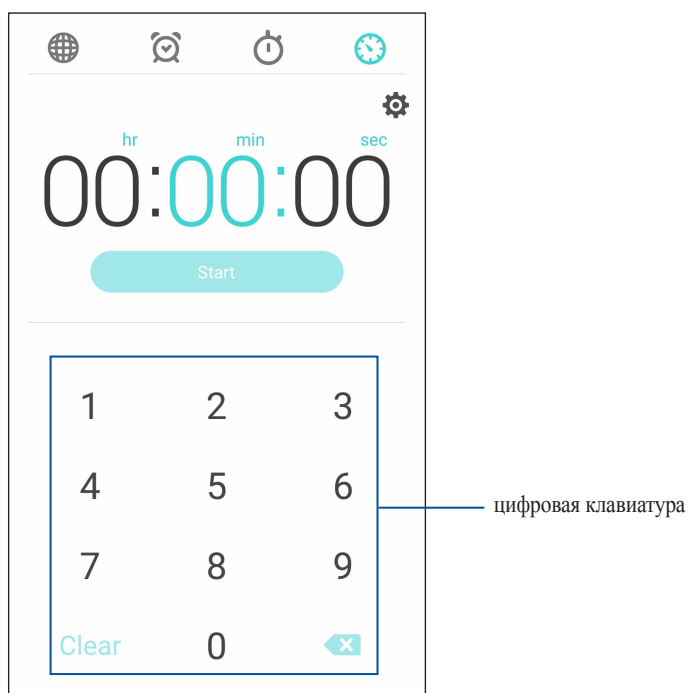 hr min sec
00:00:00
Start
1 2 3
4 5 6
цифровая клавиатура
7 8 9
Clear 0